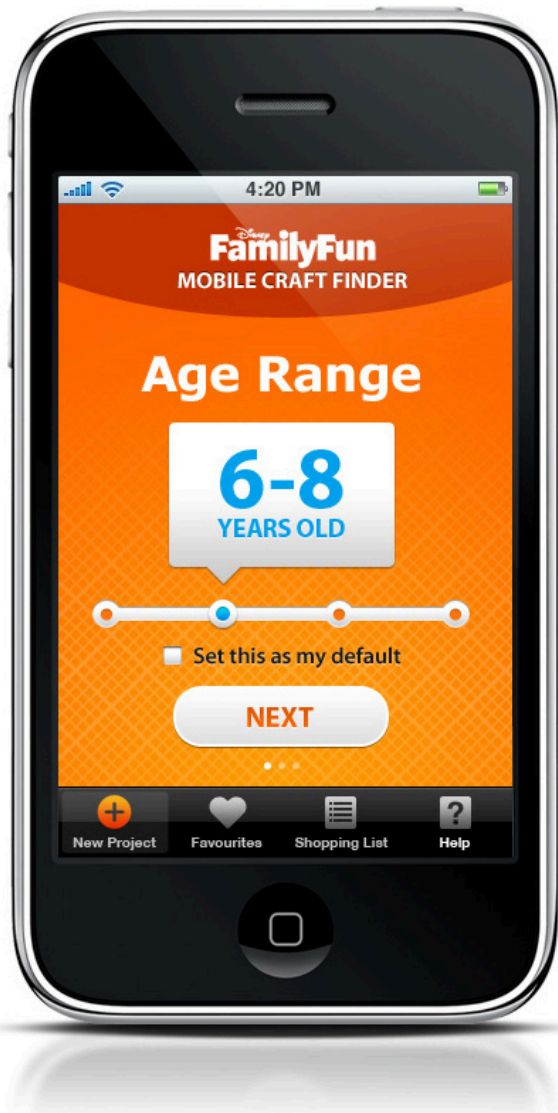 4:20 PM
Disney
FamilyFun
MOBILE CRAFT FINDER
Age Range
6-8
YEARS OLD
Set this as my default
NEXT
New Project Favourites Shopping List ? Help